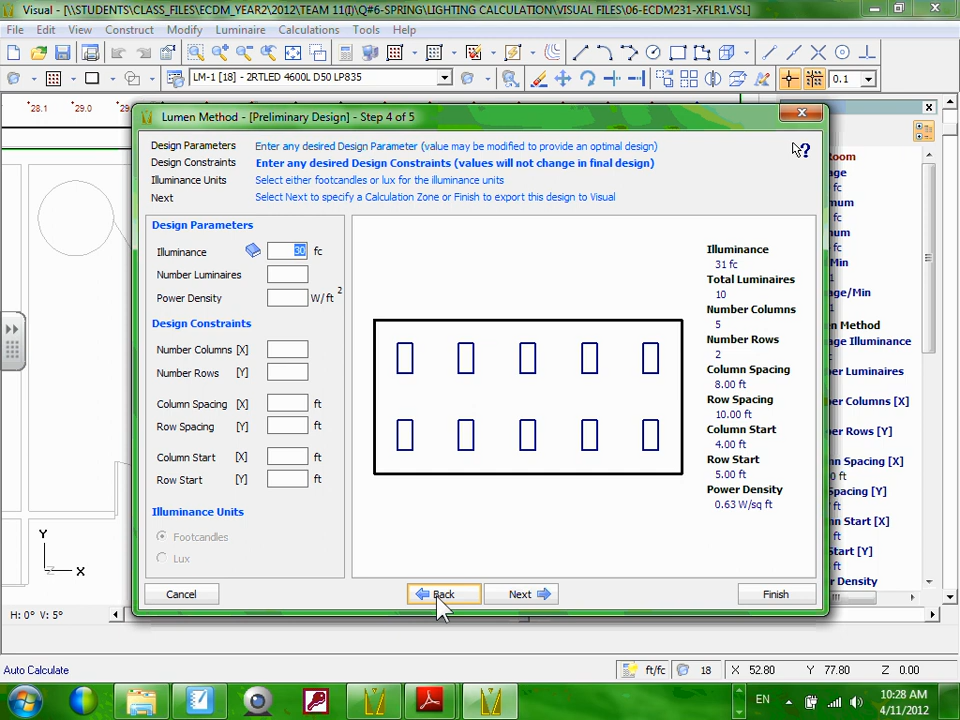 Visual - [\\STUDENTS\CLASS_FILES\ECDM_YEAR2\2012\TEAM 11(I)\Q#6-SPRING\LIGHTING CALCULATION\VISUAL FILES\06-ECDM231-XFLR1.VSL]
File Edit View Construct Modify Luminaire Calculations Tools Help
LM-1 [18] - 2RTLED 4600L D50 LP835
0.1
28.1 29.0 29.
Lumen Method - [Preliminary Design] - Step 4 of 5
Design Parameters Enter any desired Design Parameter (value may be modified to provide an optimal design)
Design Constraints Enter any desired Design Constraints (values will not change in final design)
Illuminance Units Select either footcandles or lux for the illuminance units
Next Select Next to specify a Calculation Zone or Finish to export this design to Visual
Design Parameters
Illuminance 30 fc
Number Luminaires
Power Density W/ft 2
Design Constraints
Number Columns [X]
Number Rows [Y]
Column Spacing [X] ft
Row Spacing [Y] ft
Column Start [X] ft
Row Start [Y] ft
Illuminance Units
Footcandles
Lux
Illuminance
31 fc
Total Luminaires
10
Number Columns
5
Number Rows
2
Column Spacing
8.00 ft
Row Spacing
10.00 ft
Column Start
4.00 ft
Row Start
5.00 ft
Power Density
0.63 W/sq ft
Cancel Back Next Finish
Room
age
fc
mum
fc
mum
fc
Min
1
age/Min
1
en Method
age Illuminance
fc
er Luminaires
er Columns [X]
er Rows [Y]
n Spacing [X]
0 ft
Spacing [Y]
ft
n Start [X]
ft
tart [Y]
ft
r Density
Y
X
Z
H: 0° V: 5°
Auto Calculate ft/fc 18 X 52.80 Y 77.80 Z 0.00
EN 10:28 AM
4/11/2012